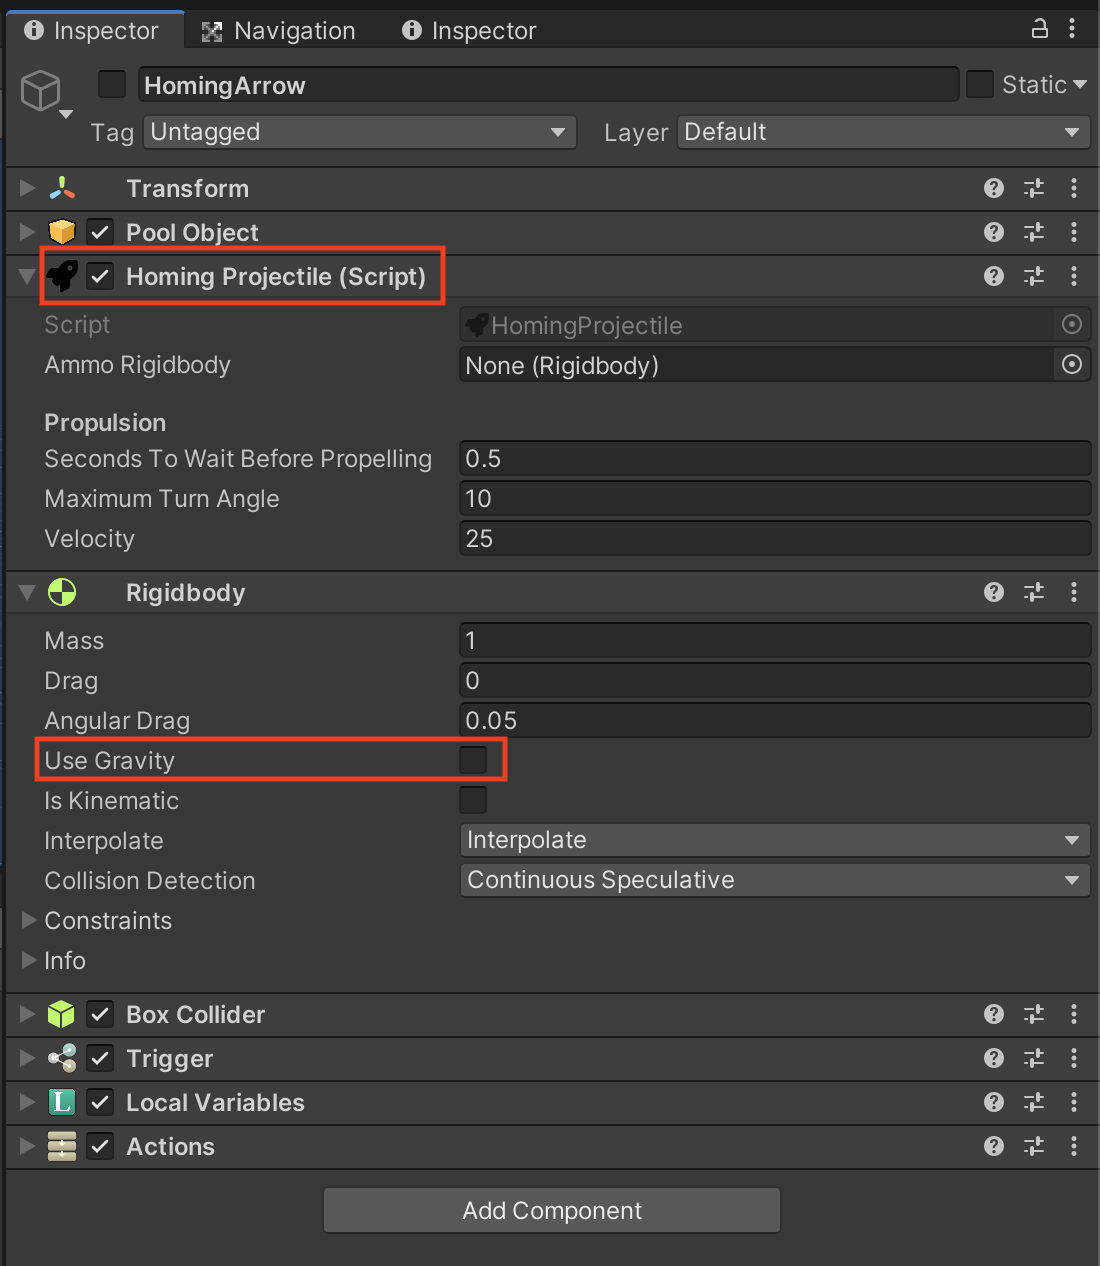 Inspector Navigation Inspector
HomingArrow Static
Tag Untagged Layer Default
Transform
Pool Object
Homing Projectile (Script)
Script HomingProjectile
Ammo Rigidbody None (Rigidbody)
Propulsion
Seconds To Wait Before Propelling 0.5
Maximum Turn Angle 10
Velocity 25
Rigidbody
Mass 1
Drag 0
Angular Drag 0.05
Use Gravity
Is Kinematic
Interpolate Interpolate
Collision Detection Continuous Speculative
Constraints
Info
Box Collider
Trigger
L Local Variables
Actions
Add Component